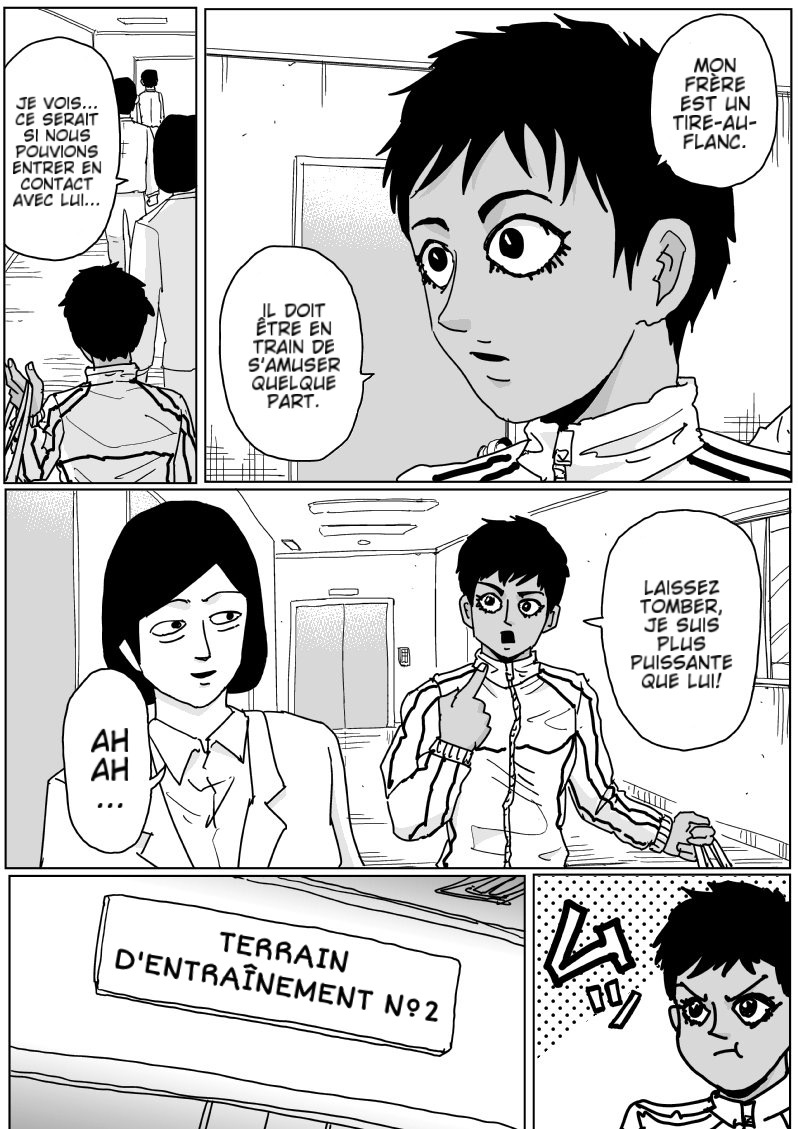 MON
FRÈRE
EST UN
TIRE-AU-
FLANC.
IL DOIT
ÊTRE EN
TRAIN DE
S'AMUSER
QUELQUE
PART.
JE VOIS...
CE SERAIT
SI NOUS
POUVIONS
ENTRER EN
CONTACT
AVEC LUI...
LAISSEZ
TOMBER,
JE SUIS
PLUS
PUISSANTE
QUE LUI!
AH
AH
...
ムッ
TERRAIN
D'ENTRAÎNEMENT Nº2